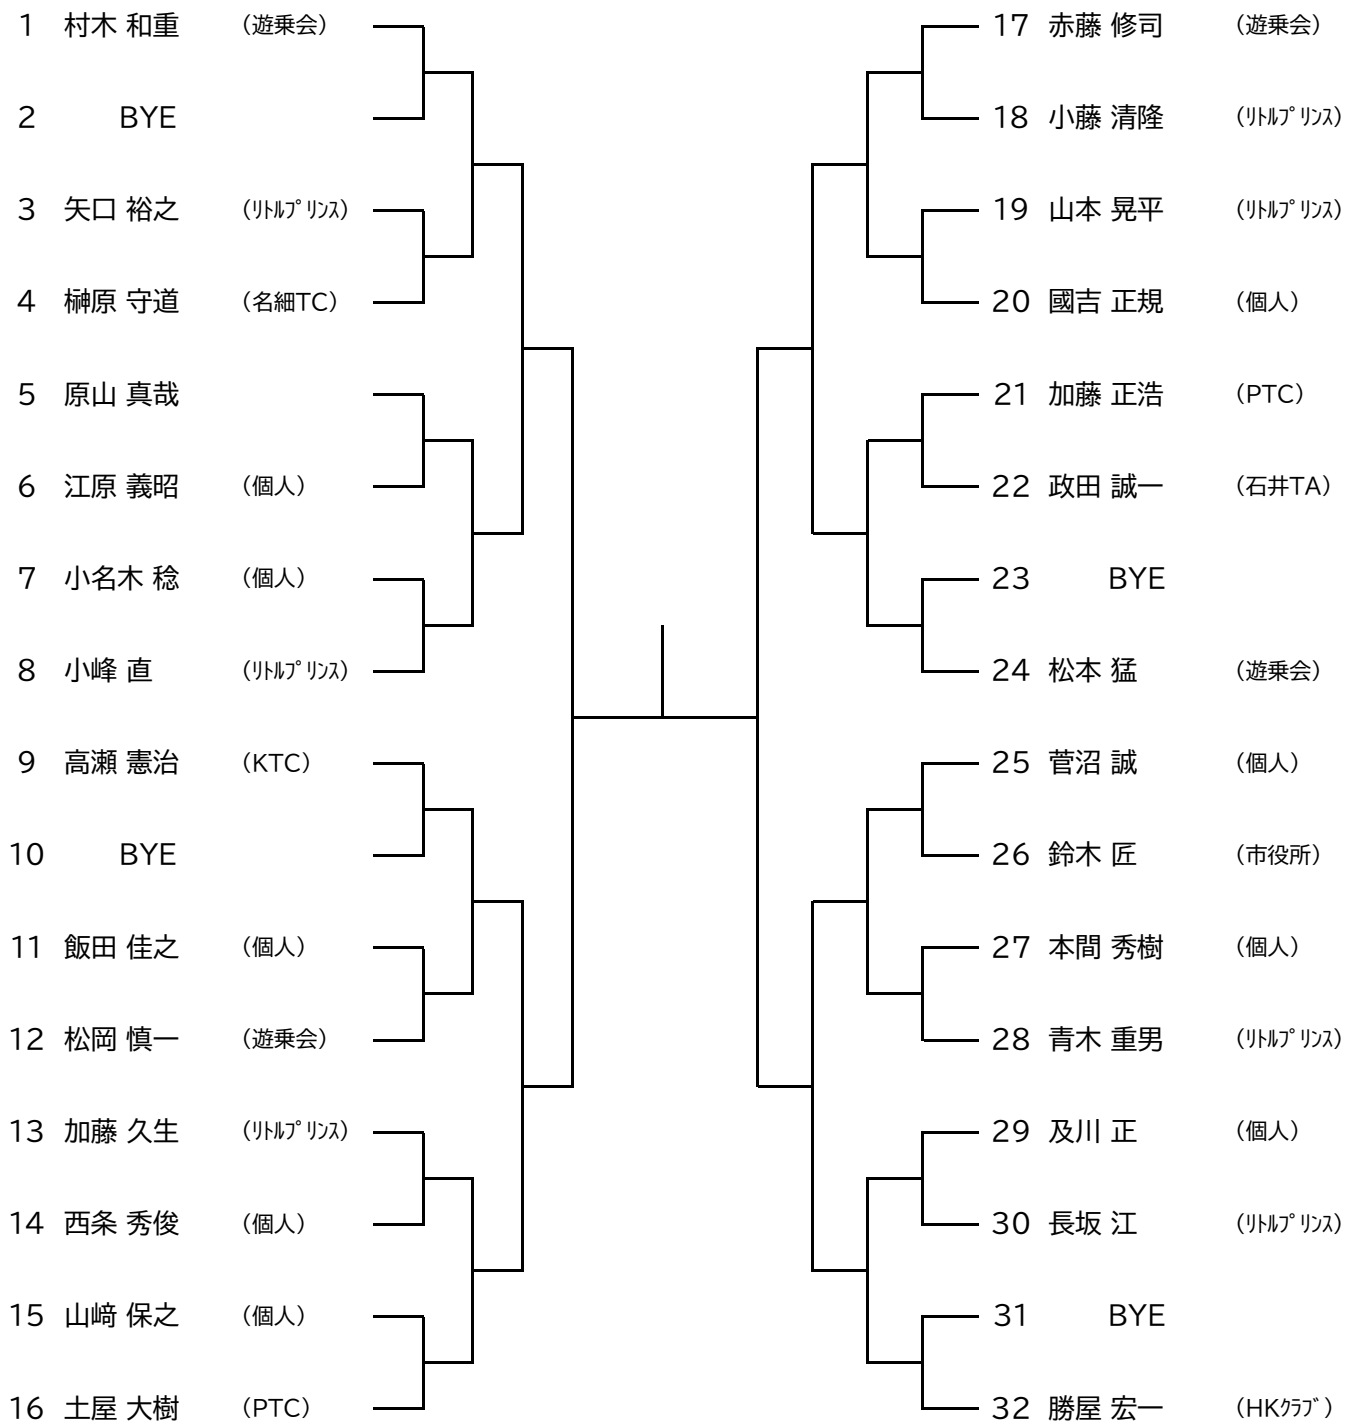 1 村木 和重 （遊乗会）
2 BYE
3 矢口 裕之 （ﾘﾄﾙﾌﾟﾘﾝｽ）
4 榊原 守道 （名細TC）
5 原山 真哉
6 江原 義昭 （個人）
7 小名木 稔 （個人）
8 小峰 直 （ﾘﾄﾙﾌﾟﾘﾝｽ）
9 高瀬 憲治 （KTC）
10 BYE
11 飯田 佳之 （個人）
12 松岡 慎一 （遊乗会）
13 加藤 久生 （ﾘﾄﾙﾌﾟﾘﾝｽ）
14 西条 秀俊 （個人）
15 山﨑 保之 （個人）
16 土屋 大樹 （PTC）
17 赤藤 修司 （遊乗会）
18 小藤 清隆 （ﾘﾄﾙﾌﾟﾘﾝｽ）
19 山本 晃平 （ﾘﾄﾙﾌﾟﾘﾝｽ）
20 國吉 正規 （個人）
21 加藤 正浩 （PTC）
22 政田 誠一 （石井TA）
23 BYE
24 松本 猛 （遊乗会）
25 菅沼 誠 （個人）
26 鈴木 匠 （市役所）
27 本間 秀樹 （個人）
28 青木 重男 （ﾘﾄﾙﾌﾟﾘﾝｽ）
29 及川 正 （個人）
30 長坂 江 （ﾘﾄﾙﾌﾟﾘﾝｽ）
31 BYE
32 勝屋 宏一 （HKｸﾗﾌﾞ）